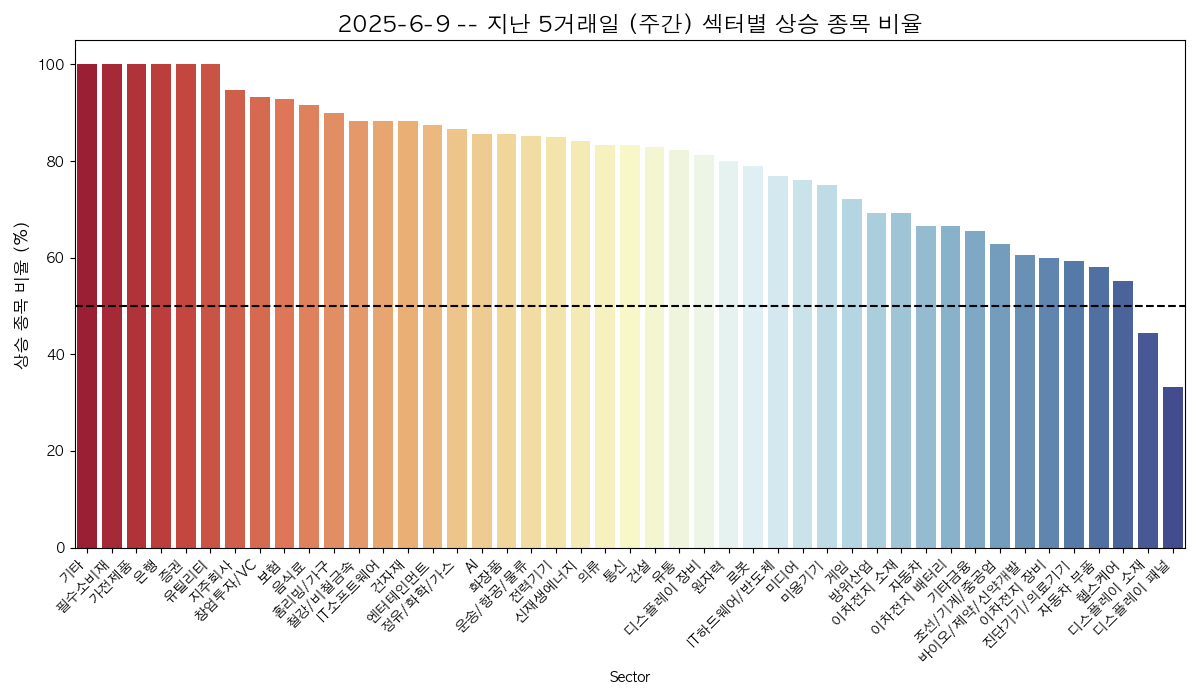 2025-6-9 -- 지난 5거래일 (주간) 섹터별 상승 종목 비율
상승 종목 비율 (%)
100
80
60
40
20
0
기타
필수소비재
가전제품
은행
증권
유틸리티
지주회사
창업투자/VC
보험
음식료
홈리빙/가구
철강/비철금속
IT소프트웨어
건자재
엔터테인먼트
정유/화학/가스
AI
화장품
운송/항공/물류
전력기기
신재생에너지
의류
통신
건설
유통
디스플레이 장비
원자력
로봇
IT하드웨어/반도체
미디어
미용기기
게임
방위산업
이차전지 소재
자동차
이차전지 배터리
기타금융
조선/기계/중공업
바이오/제약/신약개발
이차전지 장비
진단기기/의료기기
자동차 부품
헬스케어
디스플레이 소재
디스플레이 패널
Sector